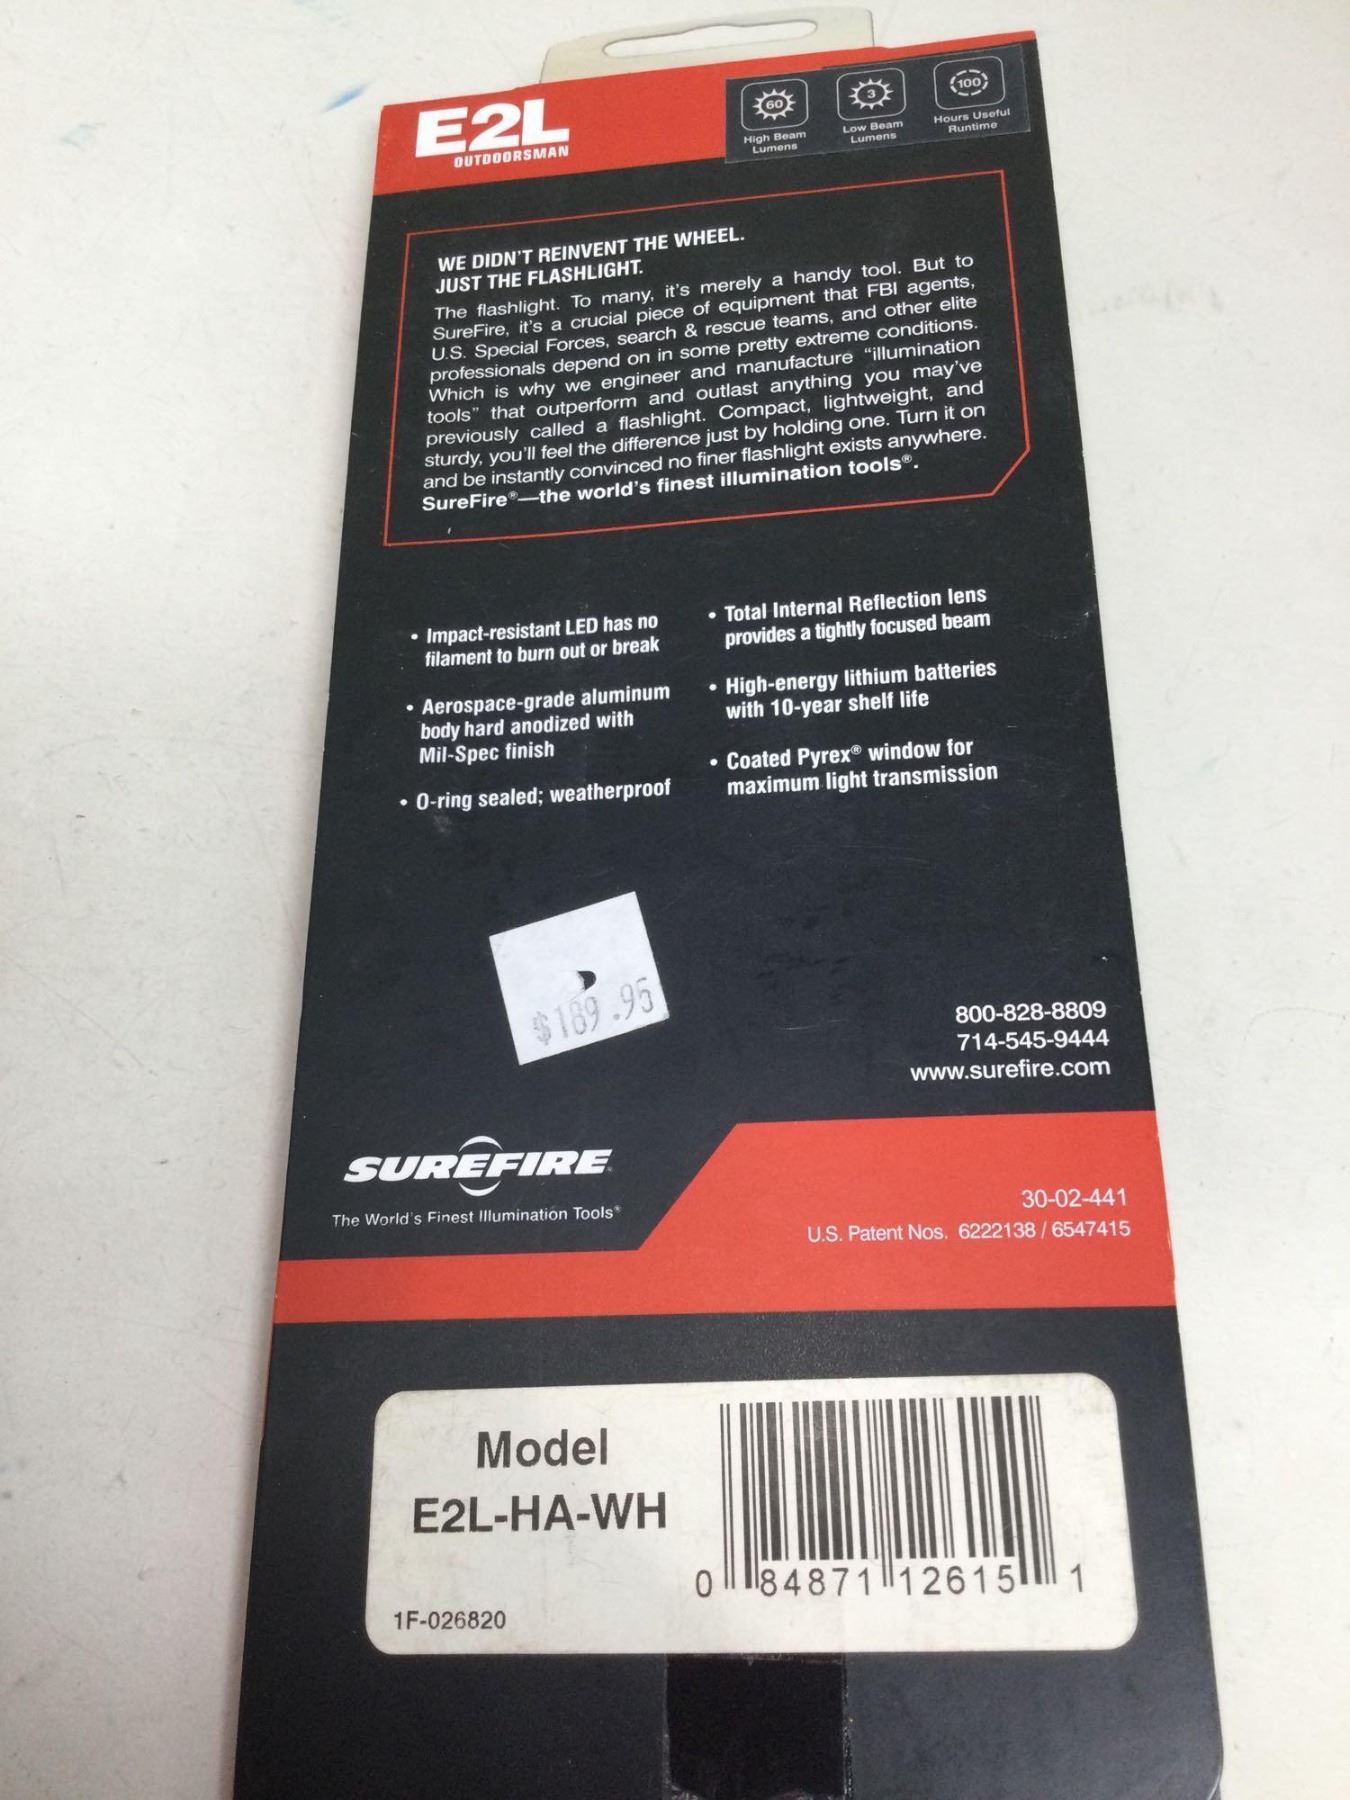 E2L
OUTDOORSMAN
60
High Beam
Lumens
3
Low Beam
Lumens
100
Hours Useful
Runtime
WE DIDN'T REINVENT THE WHEEL.
JUST THE FLASHLIGHT.
The flashlight. To many, it's merely a handy tool. But to
SureFire, it's a crucial piece of equipment that FBI agents,
U.S. Special Forces, search & rescue teams, and other elite
professionals depend on in some pretty extreme conditions.
Which is why we engineer and manufacture "illumination
tools" that outperform and outlast anything you may've
previously called a flashlight. Compact, lightweight, and
sturdy, you'll feel the difference just by holding one. Turn it on
and be instantly convinced no finer flashlight exists anywhere.
SureFire®—the world's finest illumination tools®.
• Impact-resistant LED has no
filament to burn out or break
• Aerospace-grade aluminum
body hard anodized with
Mil-Spec finish
• O-ring sealed; weatherproof
• Total Internal Reflection lens
provides a tightly focused beam
• High-energy lithium batteries
with 10-year shelf life
• Coated Pyrex® window for
maximum light transmission
$189.95
800-828-8809
714-545-9444
www.surefire.com
SUREFIRE®
The World's Finest Illumination Tools®
30-02-441
U.S. Patent Nos. 6222138 / 6547415
Model
E2L-HA-WH
1F-026820
0 84871 12615 1